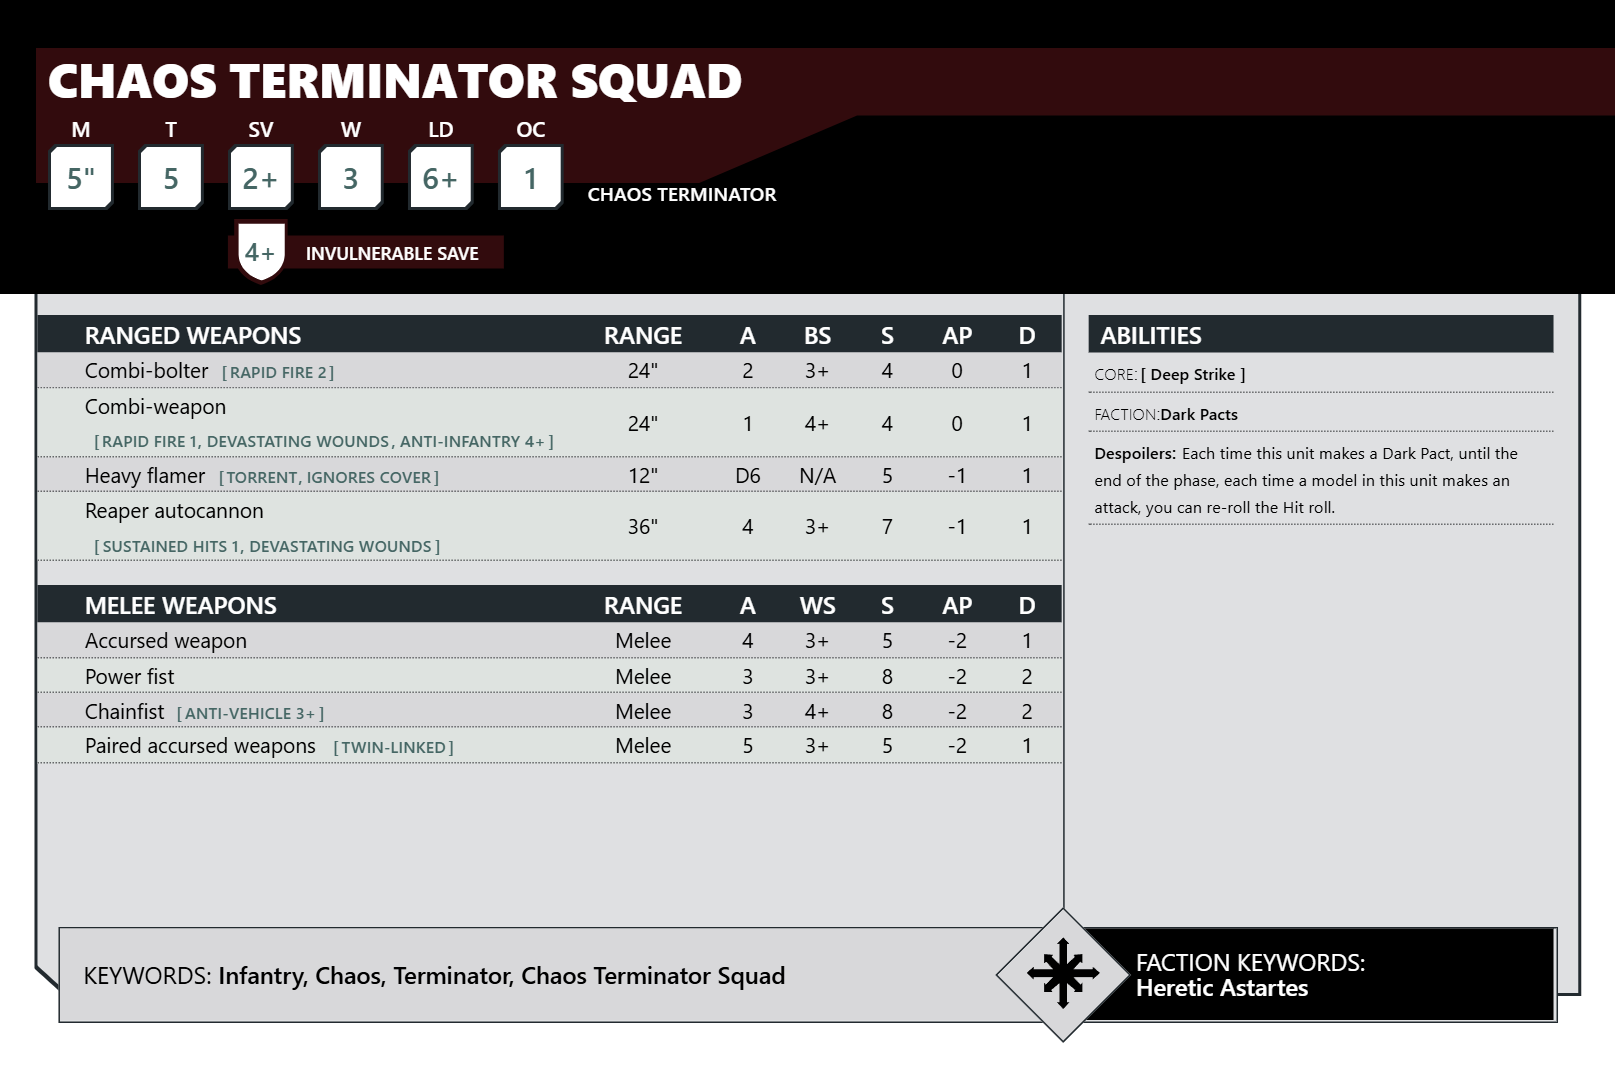 CHAOS TERMINATOR SQUAD
M T SV W LD OC
5" 5 2+ 3 6+ 1 CHAOS TERMINATOR
4+ INVULNERABLE SAVE
RANGED WEAPONS RANGE A BS S AP D
Combi-bolter [RAPID FIRE 2] 24" 2 3+ 4 0 1
Combi-weapon
[RAPID FIRE 1, DEVASTATING WOUNDS, ANTI-INFANTRY 4+] 24" 1 4+ 4 0 1
Heavy flamer [TORRENT, IGNORES COVER] 12" D6 N/A 5 -1 1
Reaper autocannon
[SUSTAINED HITS 1, DEVASTATING WOUNDS] 36" 4 3+ 7 -1 1
MELEE WEAPONS RANGE A WS S AP D
Accursed weapon Melee 4 3+ 5 -2 1
Power fist Melee 3 3+ 8 -2 2
Chainfist [ANTI-VEHICLE 3+] Melee 3 4+ 8 -2 2
Paired accursed weapons [TWIN-LINKED] Melee 5 3+ 5 -2 1
ABILITIES
CORE: [ Deep Strike ]
FACTION:Dark Pacts
Despoilers: Each time this unit makes a Dark Pact, until the
end of the phase, each time a model in this unit makes an
attack, you can re-roll the Hit roll.
KEYWORDS: Infantry, Chaos, Terminator, Chaos Terminator Squad
FACTION KEYWORDS:
Heretic Astartes